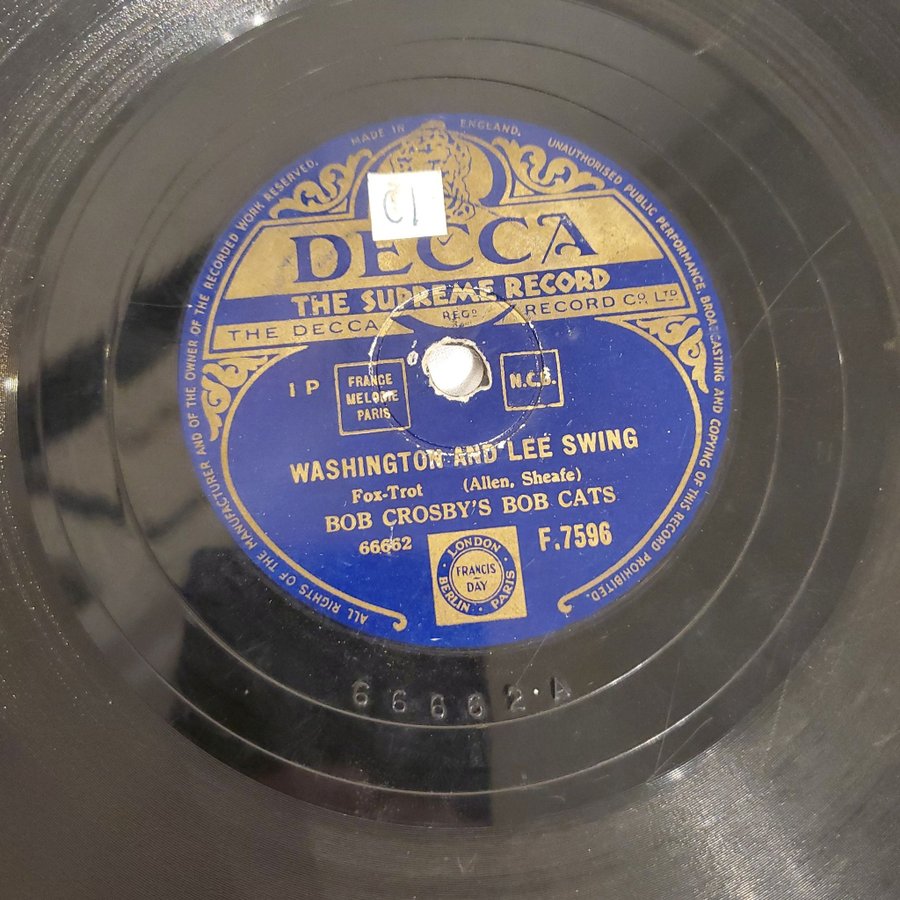 ALL RIGHTS OF THE MANUFACTURER AND OF THE OWNER OF THE RECORDED WORK RESERVED. MADE IN ENGLAND. UNAUTHORISED PUBLIC PERFORMANCE, BROADCASTING AND COPYING OF THIS RECORD PROHIBITED.
DECCA
THE SUPREME RECORD
THE DECCA REGD RECORD CO. LTD
1 P
FRANCE
MELODIE
PARIS
N.C.B.
WASHINGTON AND LEE SWING
Fox-Trot (Allen, Sheafe)
BOB CROSBY'S BOB CATS
66662 F.7596
LONDON
FRANCIS
DAY
BERLIN · PARIS
66662·A